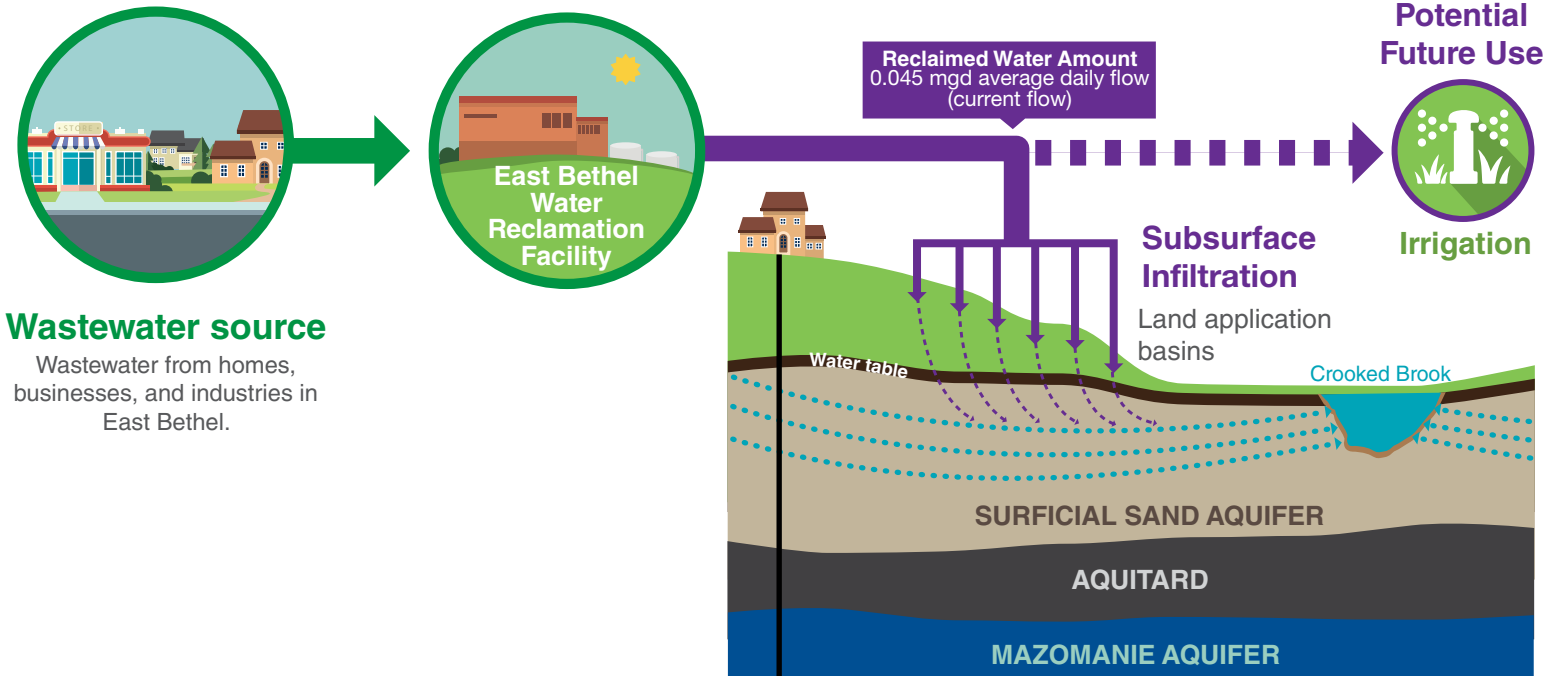 STORE
East Bethel
Water
Reclamation
Facility
Wastewater source
Wastewater from homes,
businesses, and industries in
East Bethel.
Reclaimed Water Amount
0.045 mgd average daily flow
(current flow)
Potential
Future Use
Irrigation
Subsurface
Infiltration
Land application
basins
Water table
Crooked Brook
SURFICIAL SAND AQUIFER
AQUITARD
MAZOMANIE AQUIFER